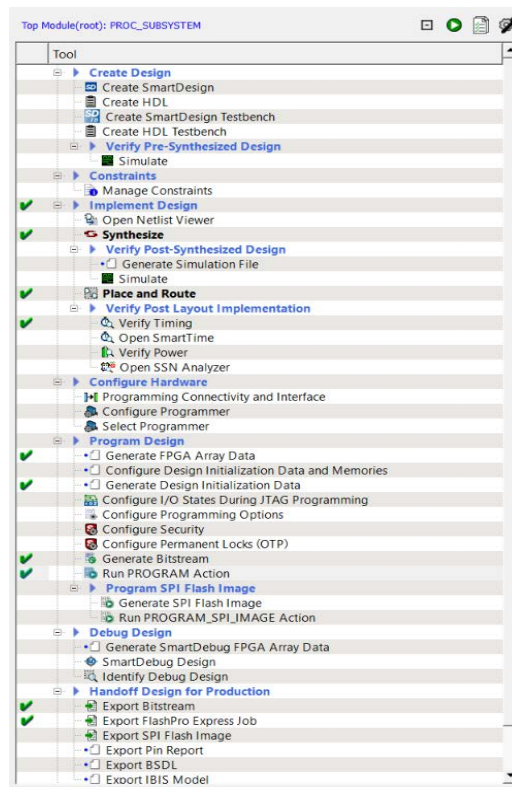 Top Module(root): PROC_SUBSYSTEM
Tool
Create Design
Create SmartDesign
Create HDL
Create SmartDesign Testbench
Create HDL Testbench
Verify Pre-Synthesized Design
Simulate
Constraints
Manage Constraints
Implement Design
Open Netlist Viewer
Synthesize
Verify Post-Synthesized Design
Generate Simulation File
Simulate
Place and Route
Verify Post Layout Implementation
Verify Timing
Open SmartTime
Verify Power
Open SSN Analyzer
Configure Hardware
Programming Connectivity and Interface
Configure Programmer
Select Programmer
Program Design
Generate FPGA Array Data
Configure Design Initialization Data and Memories
Generate Design Initialization Data
Configure I/O States During JTAG Programming
Configure Programming Options
Configure Security
Configure Permanent Locks (OTP)
Generate Bitstream
Run PROGRAM Action
Program SPI Flash Image
Generate SPI Flash Image
Run PROGRAM_SPI_IMAGE Action
Debug Design
Generate SmartDebug FPGA Array Data
SmartDebug Design
Identify Debug Design
Handoff Design for Production
Export Bitstream
Export FlashPro Express Job
Export SPI Flash Image
Export Pin Report
Export BSDL
Export IBIS Model